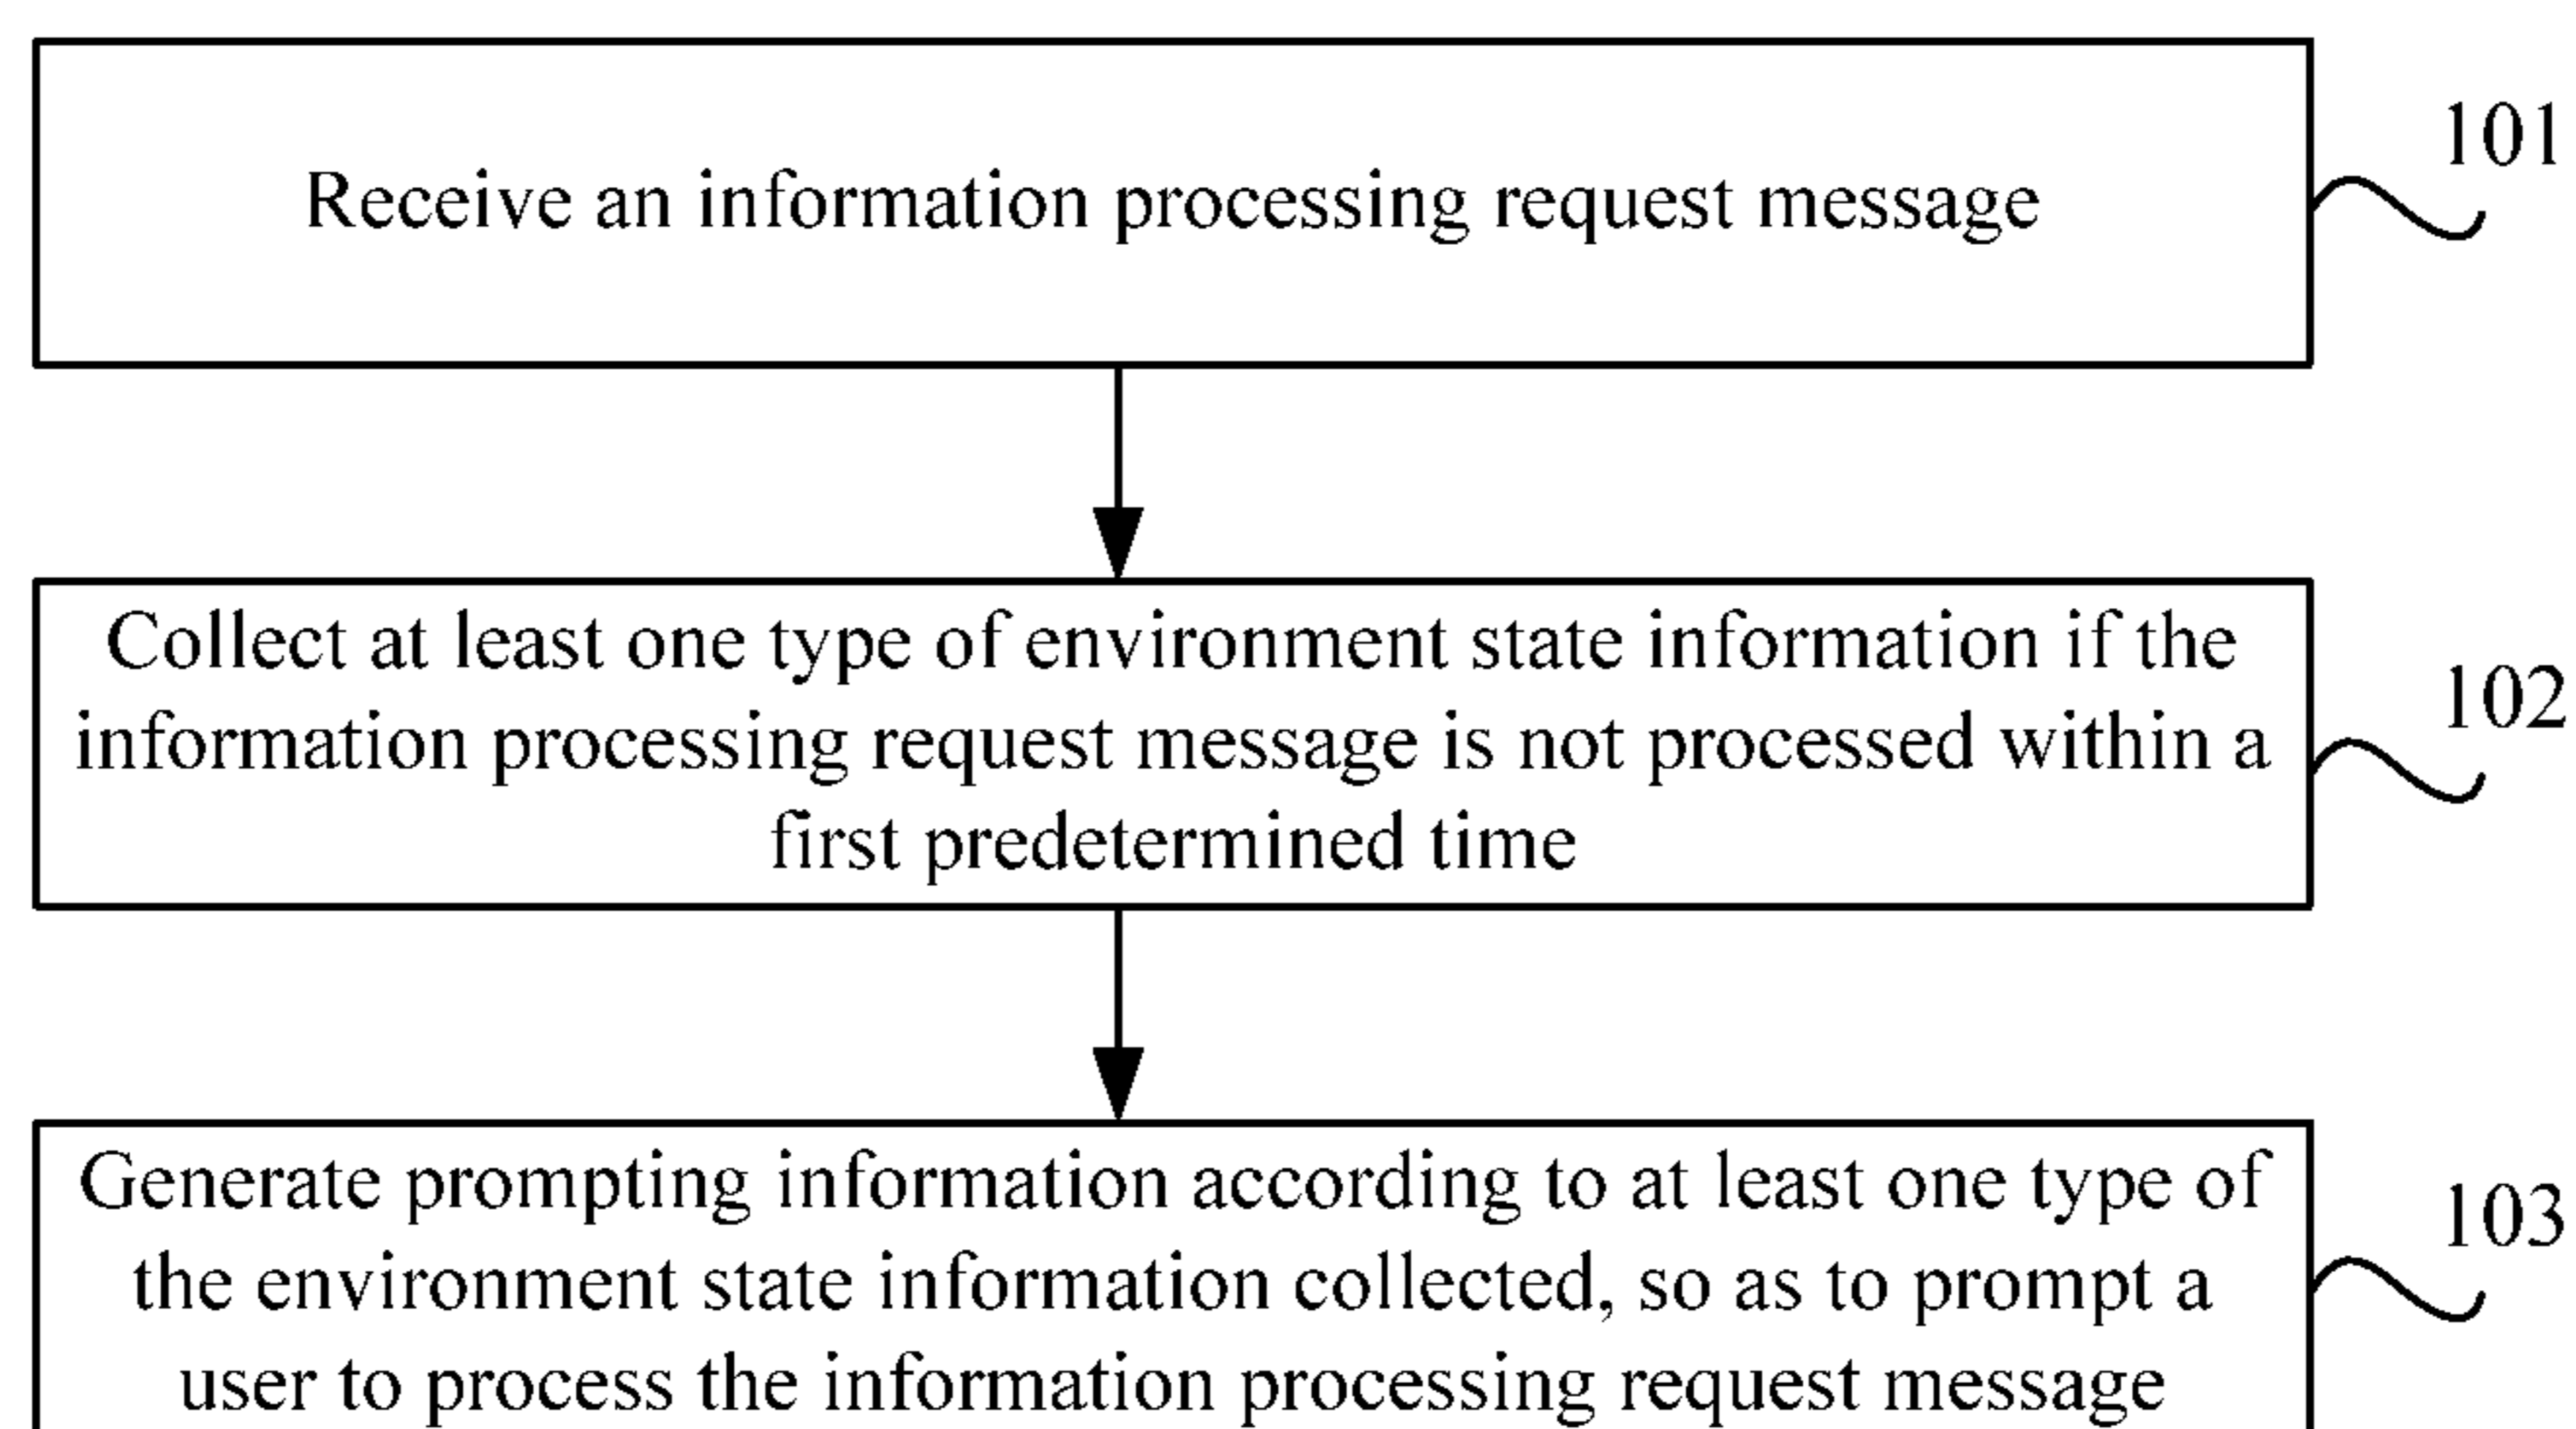 101
Receive an information processing request message
Collect at least one type of environment state information if the
102
information processing request message is not processed within a
first predetermined time
Generate prompting information according to at least one type of
103
the environment state information collected, so as to prompt a
user to process the information processing request message